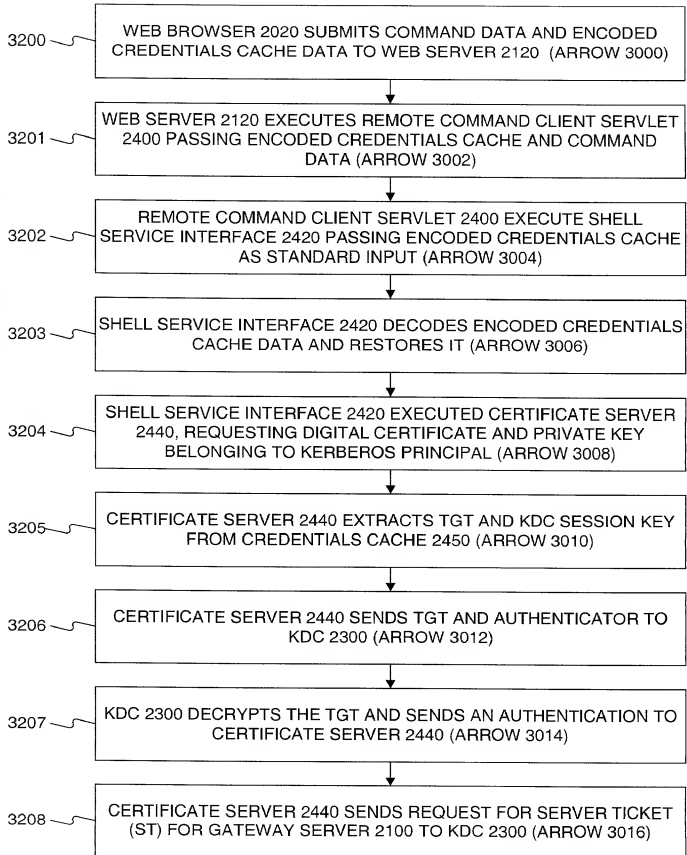 3200
WEB BROWSER 2020 SUBMITS COMMAND DATA AND ENCODED
CREDENTIALS CACHE DATA TO WEB SERVER 2120 (ARROW 3000)
3201
WEB SERVER 2120 EXECUTES REMOTE COMMAND CLIENT SERVLET
2400 PASSING ENCODED CREDENTIALS CACHE AND COMMAND
DATA (ARROW 3002)
3202
REMOTE COMMAND CLIENT SERVLET 2400 EXECUTE SHELL
SERVICE INTERFACE 2420 PASSING ENCODED CREDENTIALS CACHE
AS STANDARD INPUT (ARROW 3004)
3203
SHELL SERVICE INTERFACE 2420 DECODES ENCODED CREDENTIALS
CACHE DATA AND RESTORES IT (ARROW 3006)
3204
SHELL SERVICE INTERFACE 2420 EXECUTED CERTIFICATE SERVER
2440, REQUESTING DIGITAL CERTIFICATE AND PRIVATE KEY
BELONGING TO KERBEROS PRINCIPAL (ARROW 3008)
3205
CERTIFICATE SERVER 2440 EXTRACTS TGT AND KDC SESSION KEY
FROM CREDENTIALS CACHE 2450 (ARROW 3010)
3206
CERTIFICATE SERVER 2440 SENDS TGT AND AUTHENTICATOR TO
KDC 2300 (ARROW 3012)
3207
KDC 2300 DECRYPTS THE TGT AND SENDS AN AUTHENTICATION TO
CERTIFICATE SERVER 2440 (ARROW 3014)
3208
CERTIFICATE SERVER 2440 SENDS REQUEST FOR SERVER TICKET
(ST) FOR GATEWAY SERVER 2100 TO KDC 2300 (ARROW 3016)